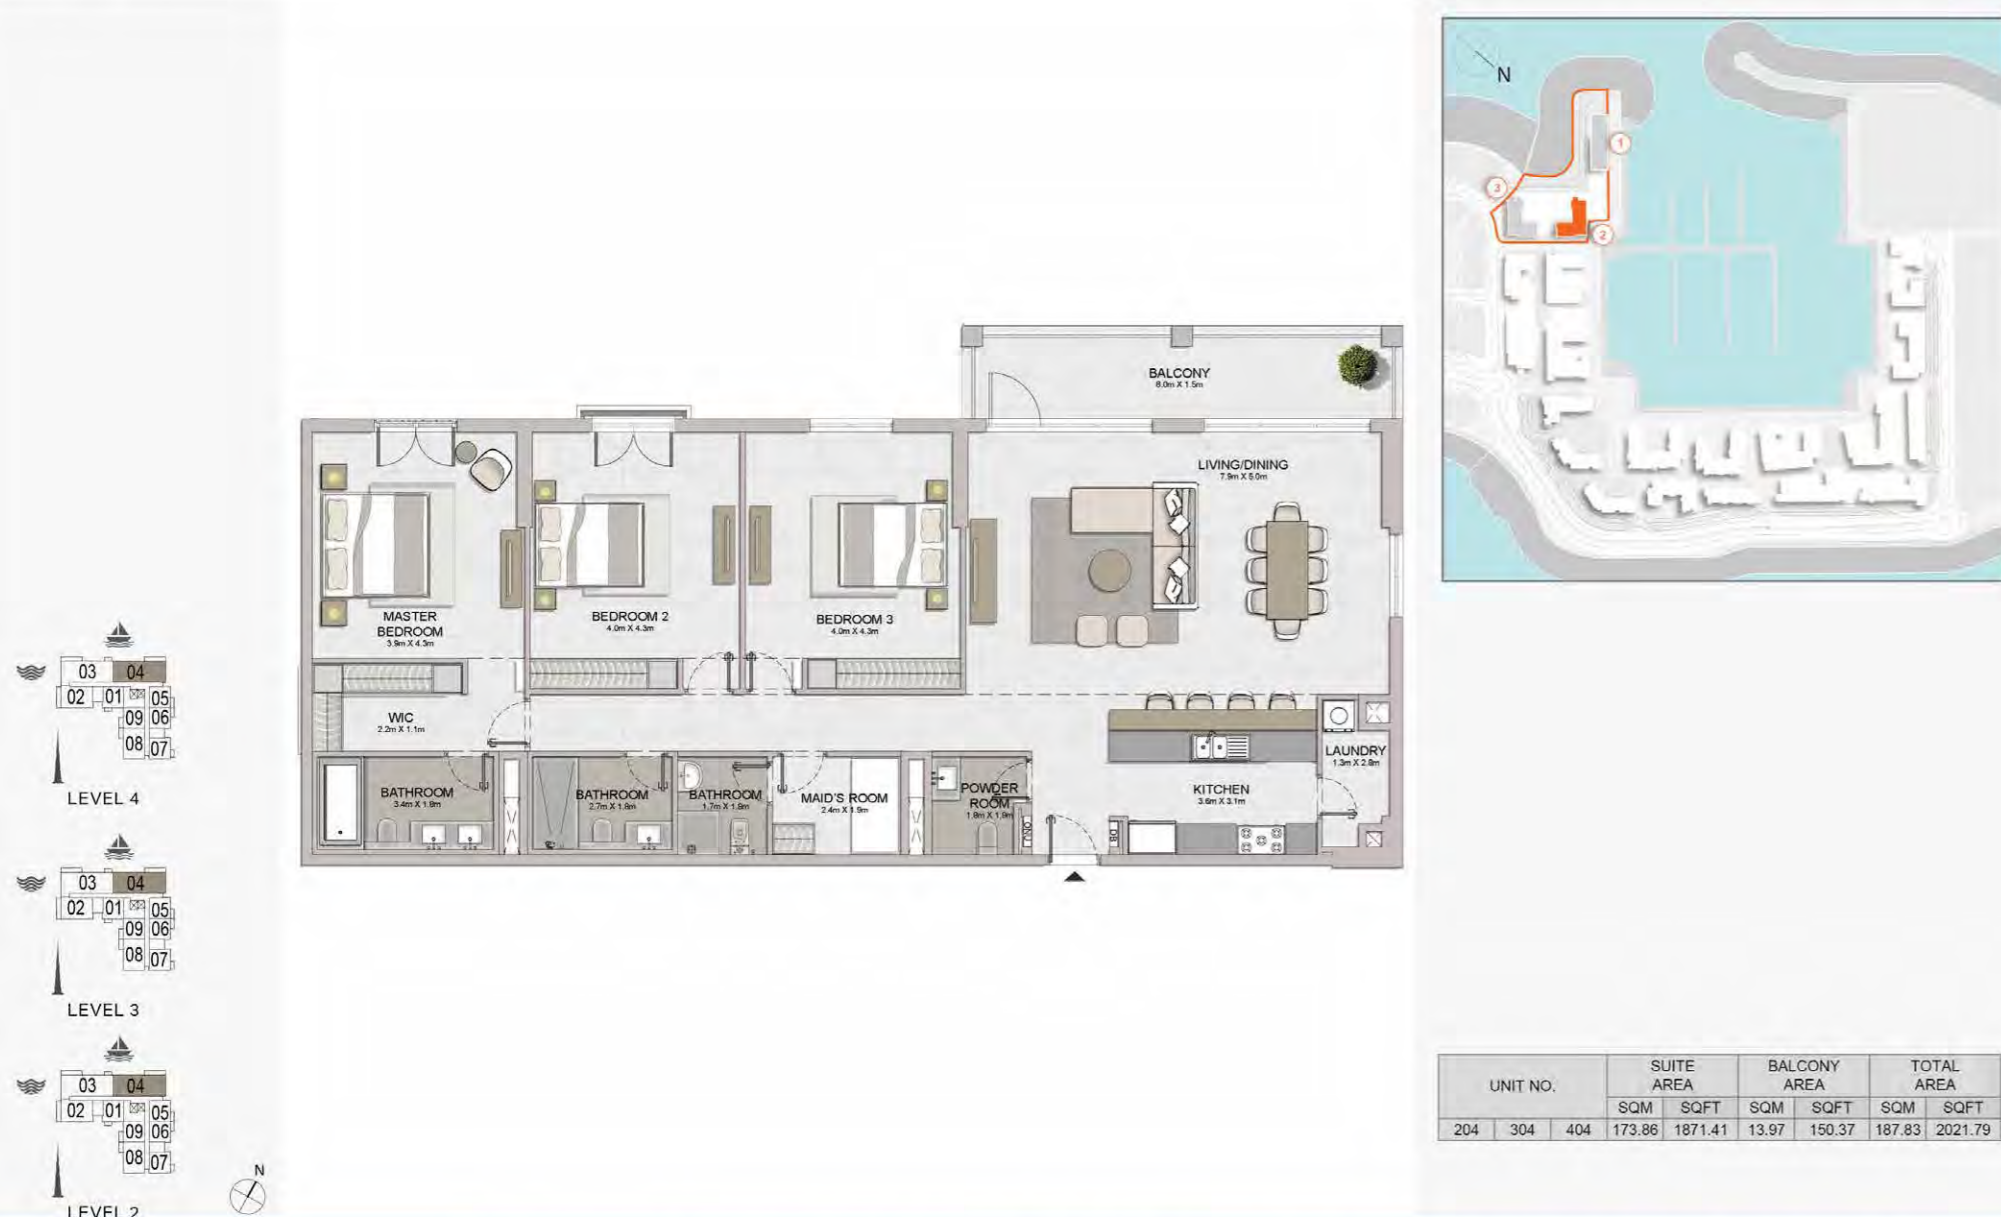 N
1
3
2
BALCONY
8.0m X 1.5m
LIVING/DINING
7.9m X 5.0m
MASTER
BEDROOM
3.9m X 4.3m
BEDROOM 2
4.0m X 4.3m
BEDROOM 3
4.0m X 4.3m
WIC
2.2m X 1.1m
LAUNDRY
1.3m X 2.8m
BATHROOM
3.4m X 1.8m
BATHROOM
2.7m X 1.8m
BATHROOM
1.7m X 1.9m
MAID'S ROOM
2.4m X 1.9m
POWDER
ROOM
1.8m X 1.9m
KITCHEN
3.6m X 3.1m
DB
03 04
02 01 05
09 06
08 07
LEVEL 4
03 04
02 01 05
09 06
08 07
LEVEL 3
03 04
02 01 05
09 06
08 07
LEVEL 2
N
UNIT NO. SUITE AREA BALCONY AREA TOTAL AREA
SQM SQFT SQM SQFT SQM SQFT
204 304 404 173.86 1871.41 13.97 150.37 187.83 2021.79